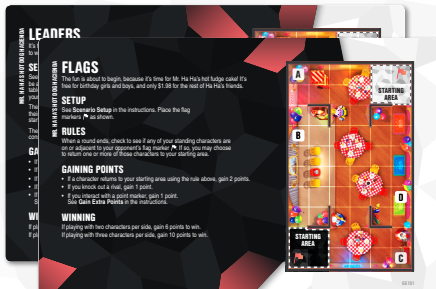 LEADERS
MR. HA HA'S HOT DOG HACIENDA
FLAGS
The fun is about to begin, because it's time for Mr. Ha Ha's hot fudge cake! It's
free for birthday girls and boys, and only $1.98 for the rest of Ha Ha's friends.
SETUP
See Scenario Setup in the instructions. Place the flag
markers as shown.
RULES
When a round ends, check to see if any of your standing characters are
on or adjacent to your opponent's flag marker. If so, you may choose
to return one or more of those characters to your starting area.
GAINING POINTS
• If a character returns to your starting area using the rule above, gain 2 points.
• If you knock out a rival, gain 1 point.
• If you interact with a point marker, gain 1 point.
See Gain Extra Points in the instructions.
WINNING
If playing with two characters per side, gain 6 points to win.
If playing with three characters per side, gain 10 points to win.
A
STARTING
AREA
B
D
STARTING
AREA
C